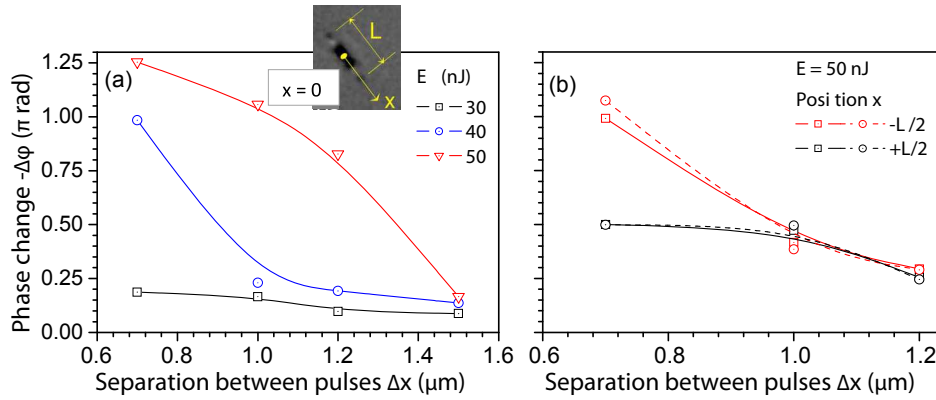 Phase change -Δφ (π rad)
1.25
1.00
0.75
0.50
0.25
0.00
(a)
L
x
x = 0
E (nJ)
30
40
50
0.6 0.8 1.0 1.2 1.4 1.6
Separation between pulses Δx (μm)
(b)
E = 50 nJ
Posi tion x
-L /2
+L/2
0.6 0.8 1.0 1.2
Separation between pulses Δx (μm)